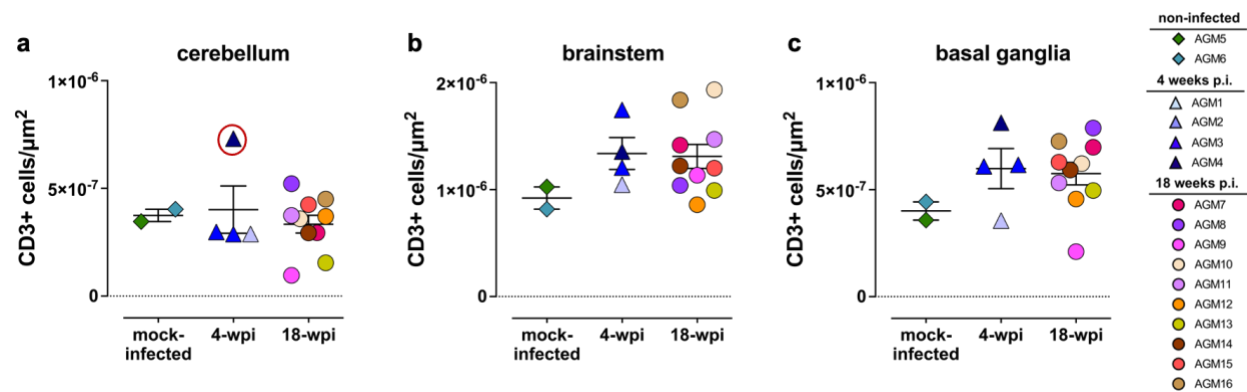 a
cerebellum
CD3+ cells/µm²
1×10⁻⁶
5×10⁻⁷
0
mock-
infected
4-wpi
18-wpi
b
brainstem
CD3+ cells/µm²
2×10⁻⁶
1×10⁻⁶
0
mock-
infected
4-wpi
18-wpi
c
basal ganglia
CD3+ cells/µm²
1×10⁻⁶
5×10⁻⁷
0
mock-
infected
4-wpi
18-wpi
non-infected
AGM5
AGM6
4 weeks p.i.
AGM1
AGM2
AGM3
AGM4
18 weeks p.i.
AGM7
AGM8
AGM9
AGM10
AGM11
AGM12
AGM13
AGM14
AGM15
AGM16